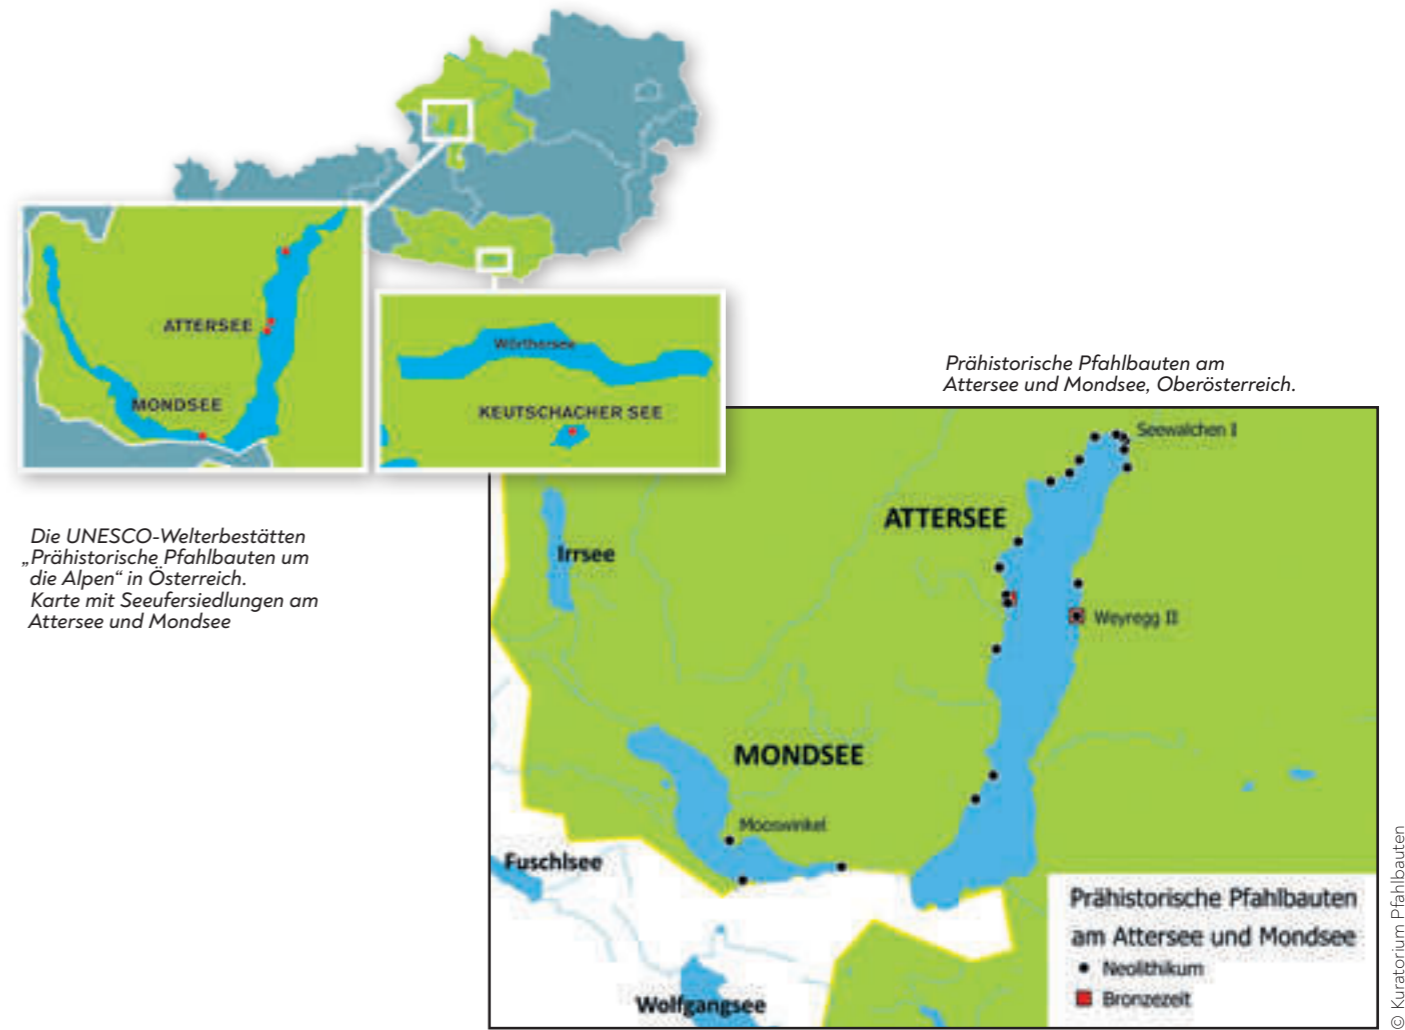 ATTERSEE
MONDSEE
Wörthersee
KEUTSCHACHER SEE
Die UNESCO-Welterbestätten
„Prähistorische Pfahlbauten um
die Alpen“ in Österreich.
Karte mit Seeufersiedlungen am
Attersee und Mondsee
Prähistorische Pfahlbauten am
Attersee und Mondsee, Oberösterreich.
Seewalchen I
ATTERSEE
Irrsee
Weyregg II
MONDSEE
Mooswinkel
Fuschlsee
Wolfgangsee
Prähistorische Pfahlbauten
am Attersee und Mondsee
Neolithikum
Bronzezeit
© Kuratorium Pfahlbauten